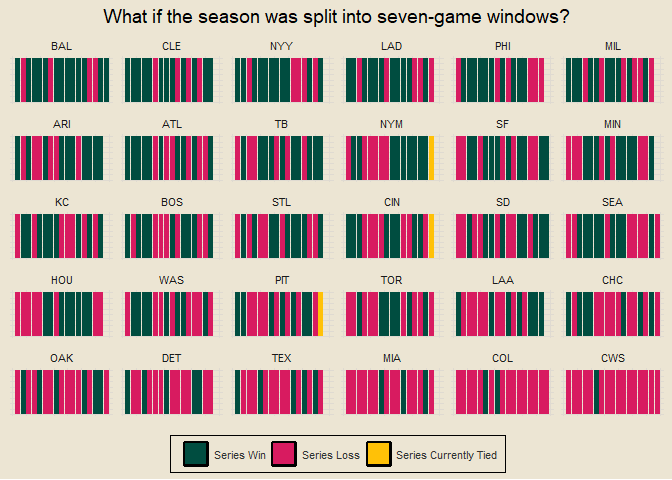 What if the season was split into seven-game windows?
BAL CLE NYY LAD PHI MIL
ARI ATL TB NYM SF MIN
KC BOS STL CIN SD SEA
HOU WAS PIT TOR LAA CHC
OAK DET TEX MIA COL CWS
Series Win Series Loss Series Currently Tied